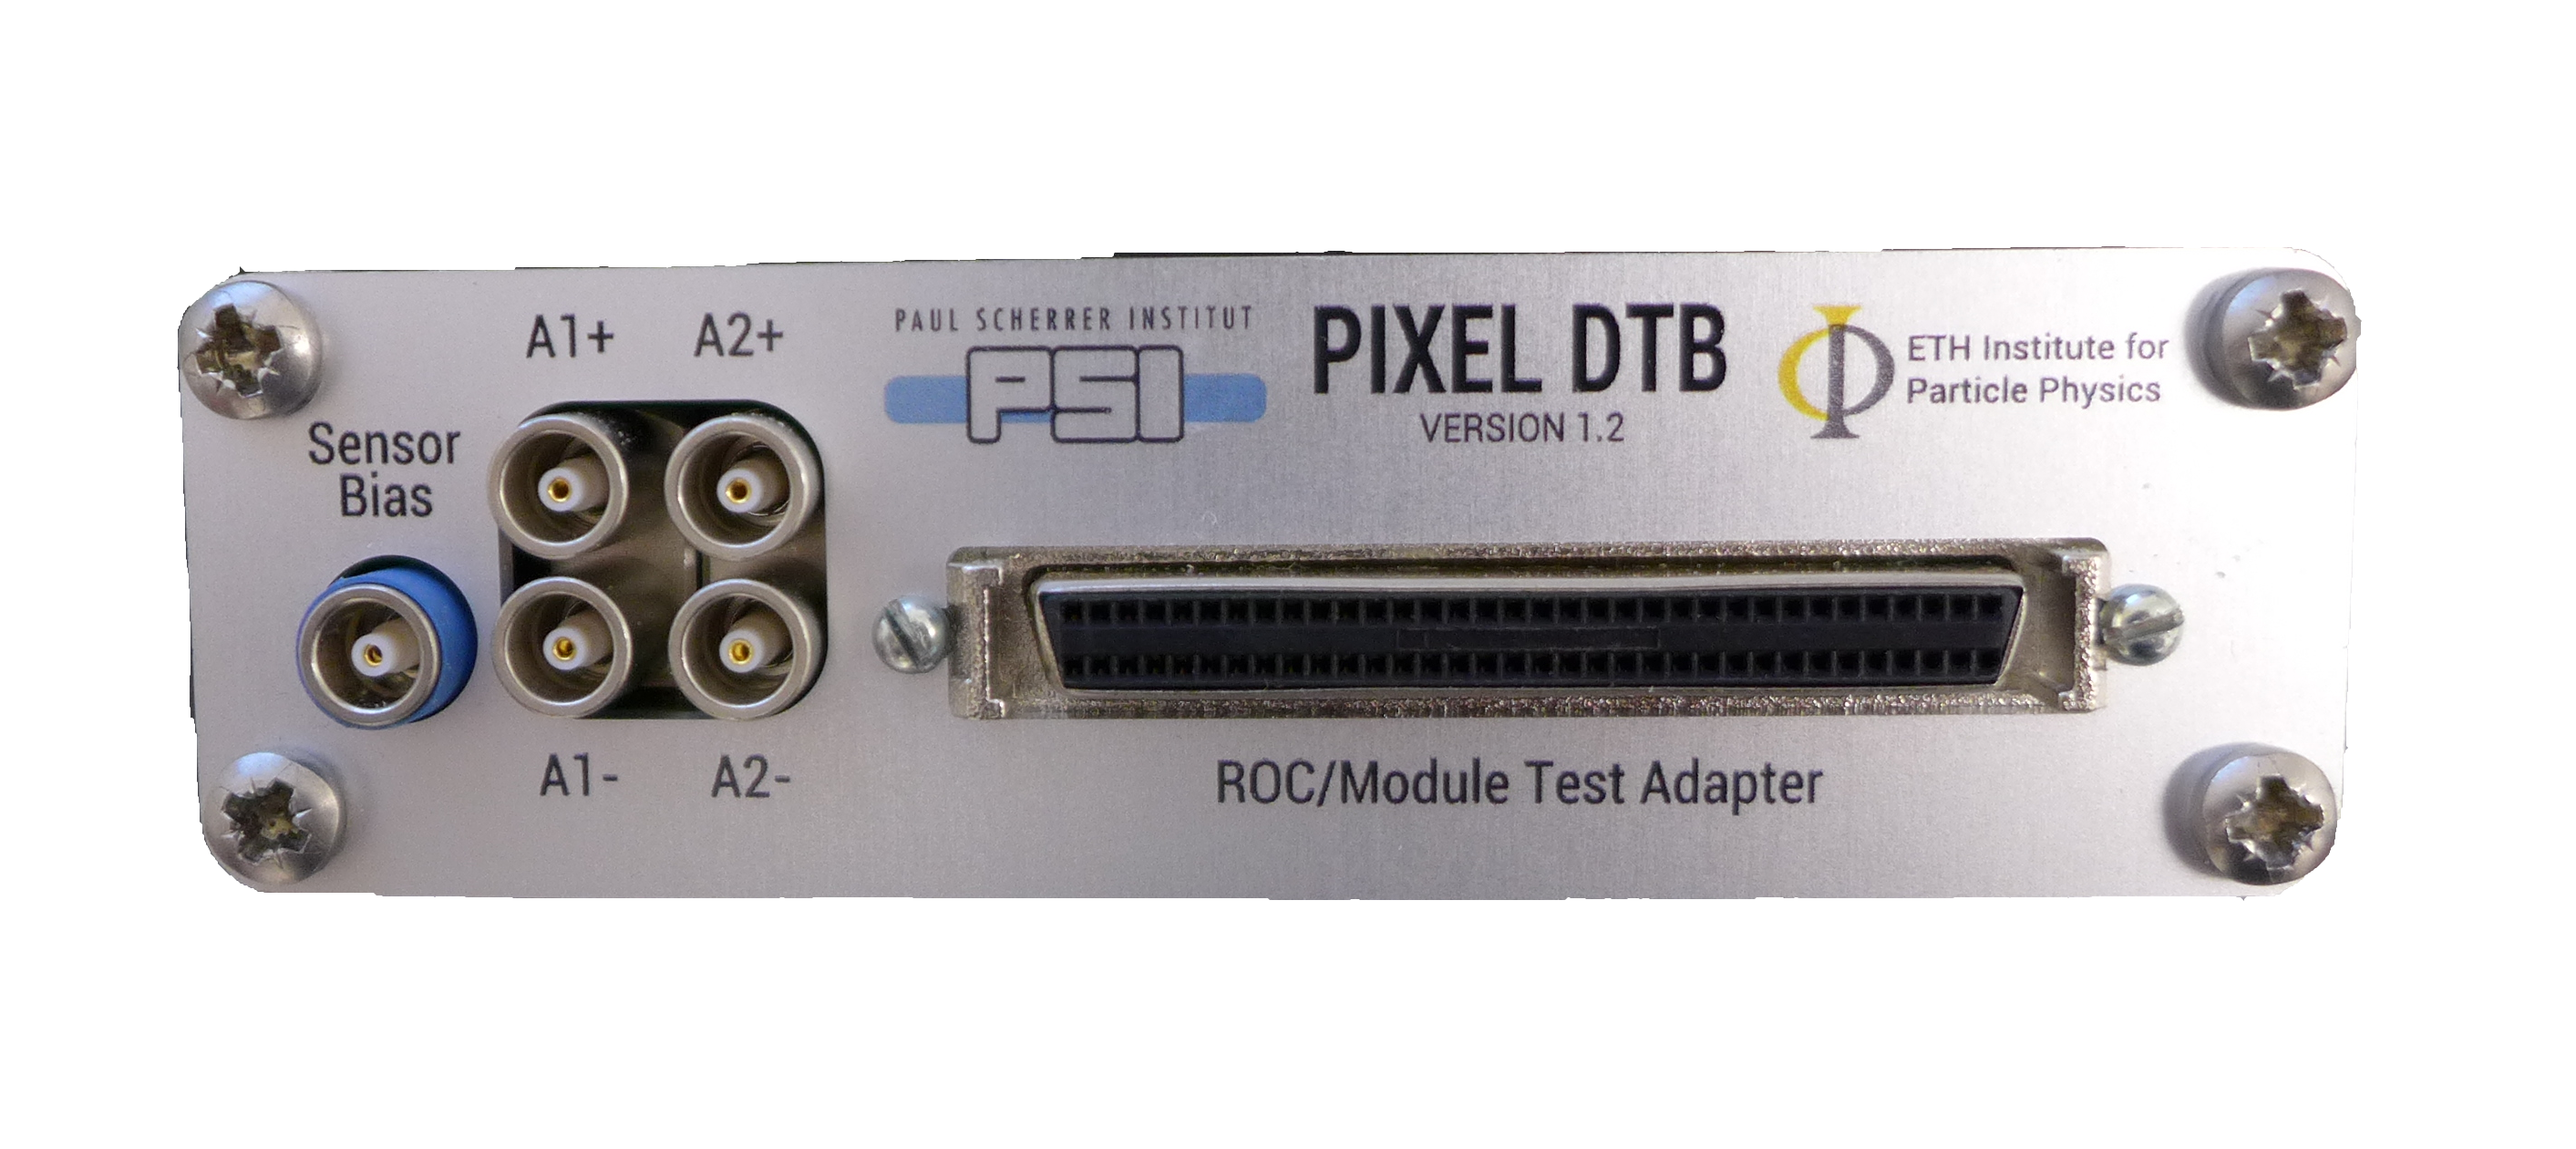 A1+ A2+
Sensor
Bias
A1- A2-
PAUL SCHERRER INSTITUT
PSI
PIXEL DTB
VERSION 1.2
ETH Institute for
Particle Physics
ROC/Module Test Adapter